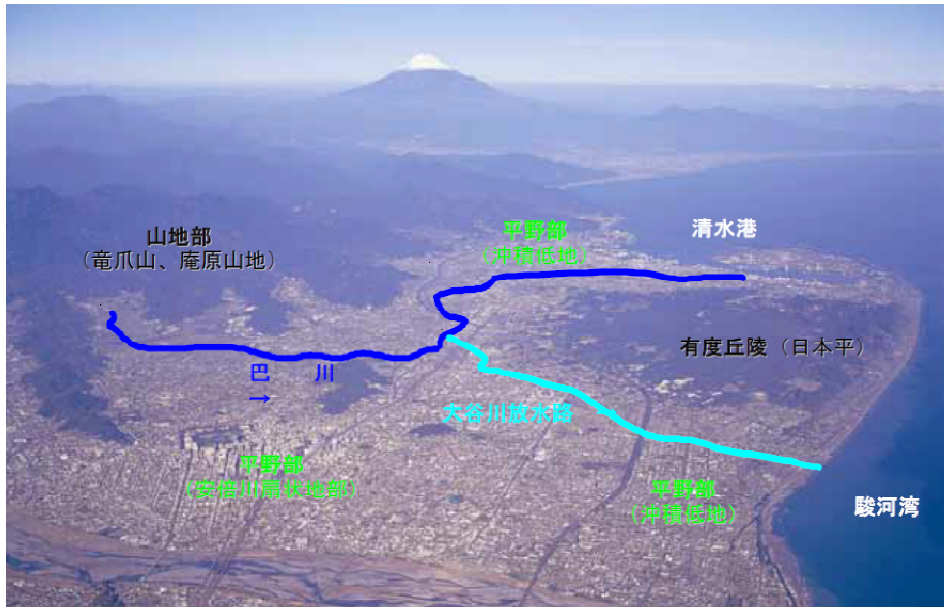 清水港
平野部
(沖積低地)
山地部
(竜爪山、庵原山地)
有度丘陵(日本平)
巴 川
→
大谷川放水路
平野部
(安倍川扇状地部)
平野部
(沖積低地)
駿河湾